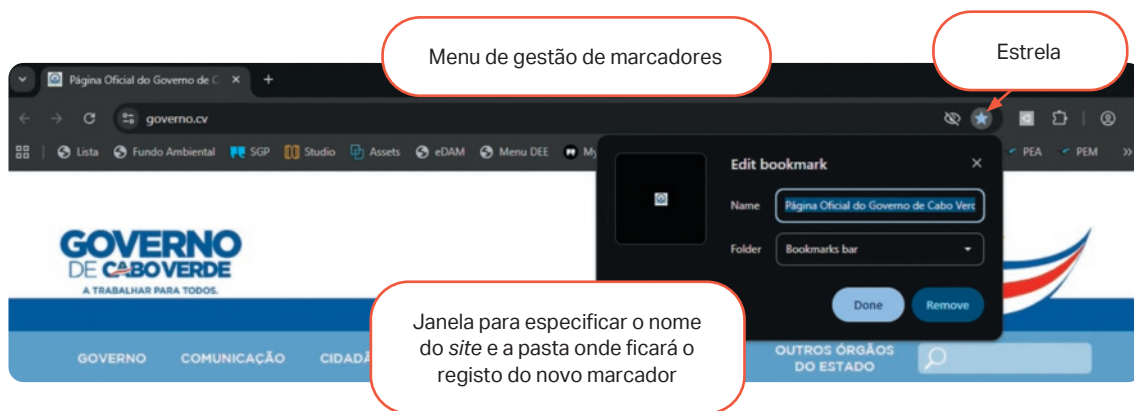 Menu de gestão de marcadores
Estrela
Página Oficial do Governo de C
governo.cv
Lista Fundo Ambiental SGP Studio Assets eDAM Menu DEE My PEA PEM »
Edit bookmark
Name Página Oficial do Governo de Cabo Verd
Folder Bookmarks bar
Done Remove
GOVERNO
DE CABO VERDE
A TRABALHAR PARA TODOS.
Janela para especificar o nome
do site e a pasta onde ficará o
registo do novo marcador
GOVERNO COMUNICAÇÃO CIDADÃ OUTROS ÓRGÃOS
DO ESTADO